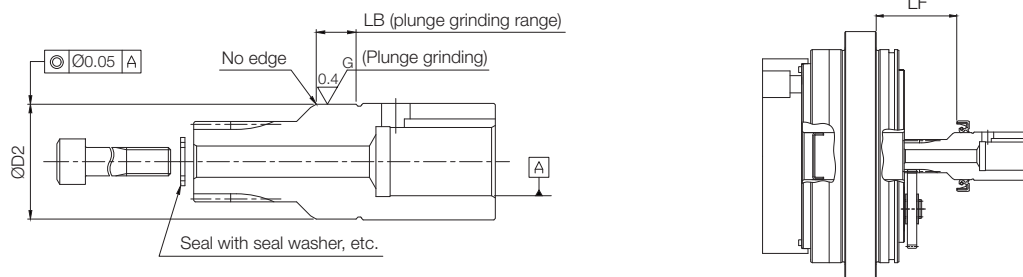 LB (plunge grinding range)
LF
◎ Ø0.05 A
No edge
G
(Plunge grinding)
0.4
ØD2
A
Seal with seal washer, etc.